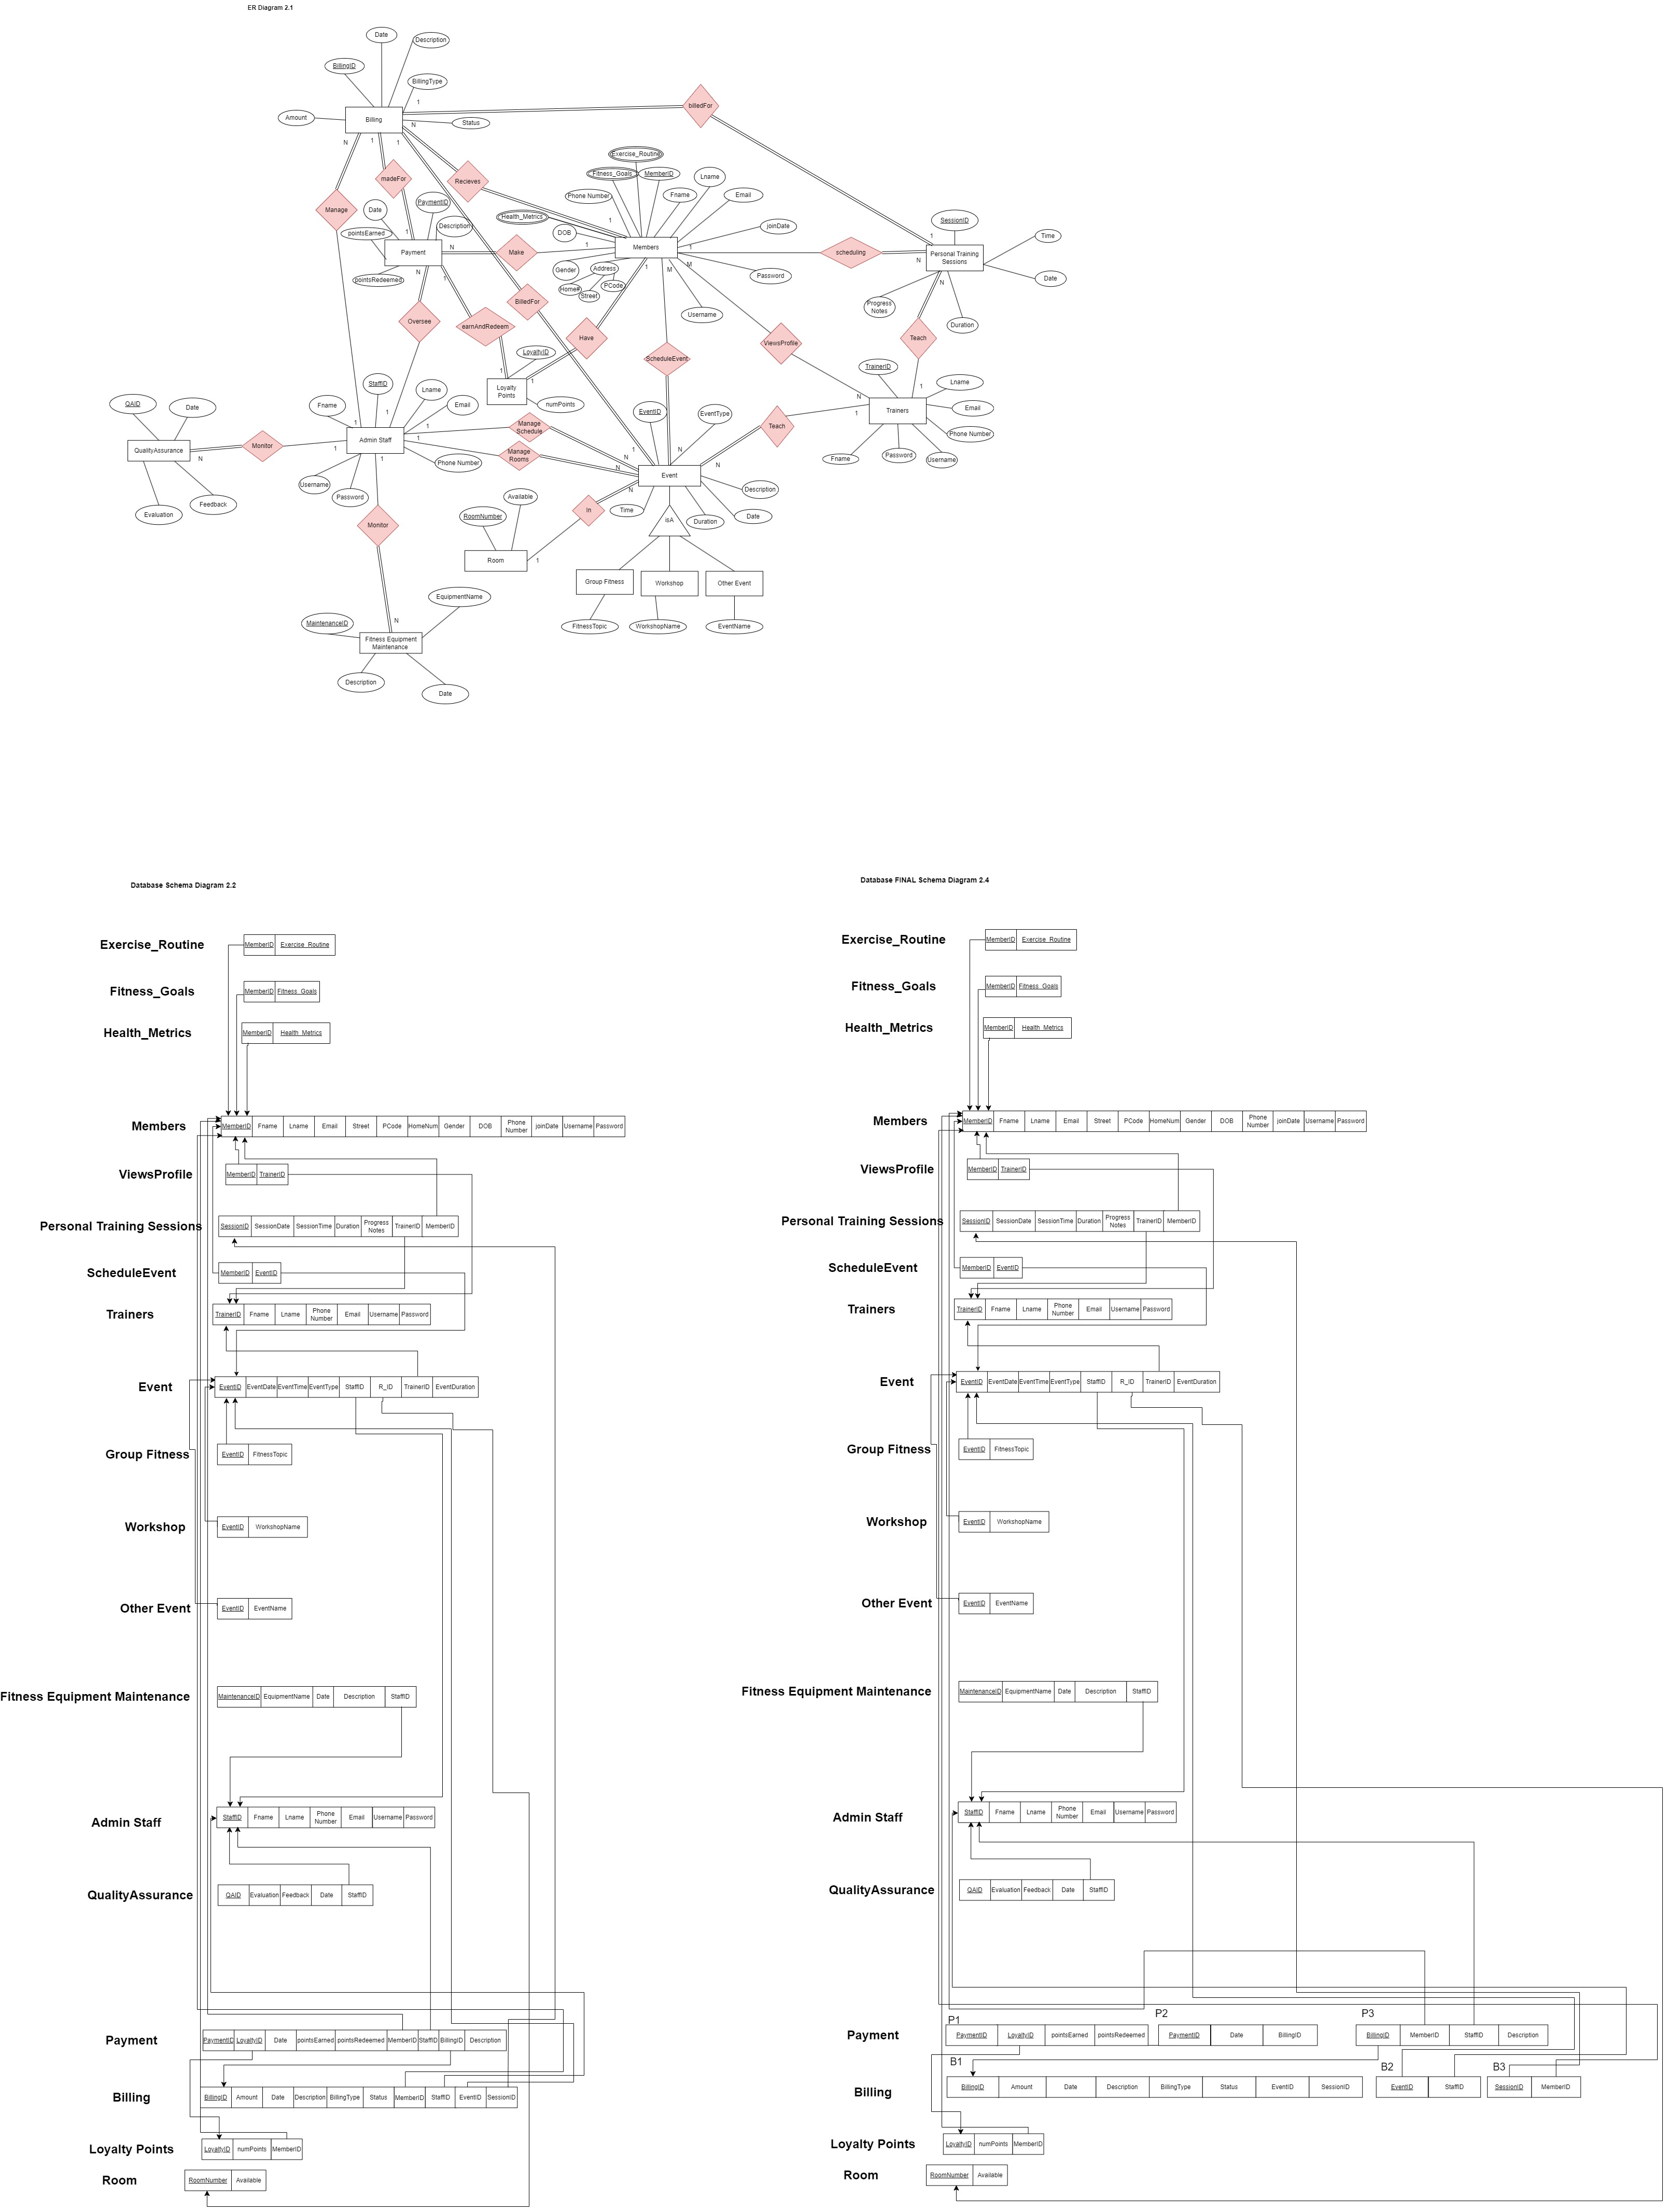 ER Diagram 2.1
Date
Description
BillingID
BillingType
Amount
Billing
Status
1
N
N
1
1
billedFor
madeFor
Recieves
Manage
Exercise_Routine
Fitness_Goals
MemberID
Lname
Phone Number
Fname
Email
Health_Metrics
DOB
joinDate
Members
Gender
Address
Home#
Street
PCode
Password
Username
1
1
1
1
M
M
Date
PaymentID
Description
pointsEarned
Payment
pointsRedeemed
1
N
N
1
Make
scheduling
SessionID
Time
Personal Training
Sessions
Date
Progress
Notes
Duration
1
N
N
BilledFor
Oversee
earnAndRedeem
Have
ScheduleEvent
ViewsProfile
Teach
LoyaltyID
Loyalty
Points
numPoints
1
1
TrainerID
Lname
Trainers
Email
Phone Number
Fname
Password
Username
1
N
1
Teach
StaffID
Lname
Fname
Email
Admin Staff
Phone Number
Username
Password
1
1
1
1
1
1
QAID
Date
QualityAssurance
Evaluation
Feedback
N
Monitor
Manage
Schedule
Manage
Rooms
EventID
EventType
Event
Description
Date
Duration
Time
N
N
1
N
N
N
In
isA
Available
RoomNumber
Room
1
Monitor
Group Fitness
Workshop
Other Event
FitnessTopic
WorkshopName
EventName
EquipmentName
MaintenanceID
N
Fitness Equipment
Maintenance
Description
Date
Database Schema Diagram 2.2
Exercise_Routine
MemberID Exercise_Routine
Fitness_Goals
MemberID Fitness_Goals
Health_Metrics
MemberID Health_Metrics
Members
MemberID Fname Lname Email Street PCode HomeNum Gender DOB Phone Number joinDate Username Password
ViewsProfile
MemberID TrainerID
Personal Training Sessions
SessionID SessionDate SessionTime Duration Progress Notes TrainerID MemberID
ScheduleEvent
MemberID EventID
Trainers
TrainerID Fname Lname Phone Number Email Username Password
Event
EventID EventDate EventTime EventType StaffID R_ID TrainerID EventDuration
Group Fitness
EventID FitnessTopic
Workshop
EventID WorkshopName
Other Event
EventID EventName
Fitness Equipment Maintenance
MaintenanceID EquipmentName Date Description StaffID
Admin Staff
StaffID Fname Lname Phone Number Email Username Password
QualityAssurance
QAID Evaluation Feedback Date StaffID
Payment
PaymentID LoyaltyID Date pointsEarned pointsRedeemed MemberID StaffID BillingID Description
Billing
BillingID Amount Date Description BillingType Status MemberID StaffID EventID SessionID
Loyalty Points
LoyaltyID numPoints MemberID
Room
RoomNumber Available
Database FINAL Schema Diagram 2.4
Exercise_Routine
MemberID Exercise_Routine
Fitness_Goals
MemberID Fitness_Goals
Health_Metrics
MemberID Health_Metrics
Members
MemberID Fname Lname Email Street PCode HomeNum Gender DOB Phone Number joinDate Username Password
ViewsProfile
MemberID TrainerID
Personal Training Sessions
SessionID SessionDate SessionTime Duration Progress Notes TrainerID MemberID
ScheduleEvent
MemberID EventID
Trainers
TrainerID Fname Lname Phone Number Email Username Password
Event
EventID EventDate EventTime EventType StaffID R_ID TrainerID EventDuration
Group Fitness
EventID FitnessTopic
Workshop
EventID WorkshopName
Other Event
EventID EventName
Fitness Equipment Maintenance
MaintenanceID EquipmentName Date Description StaffID
Admin Staff
StaffID Fname Lname Phone Number Email Username Password
QualityAssurance
QAID Evaluation Feedback Date StaffID
P1 P2 P3
Payment
PaymentID LoyaltyID pointsEarned pointsRedeemed PaymentID Date BillingID BillingID MemberID StaffID Description
B1 B2 B3
Billing
BillingID Amount Date Description BillingType Status EventID SessionID EventID StaffID SessionID MemberID
Loyalty Points
LoyaltyID numPoints MemberID
Room
RoomNumber Available